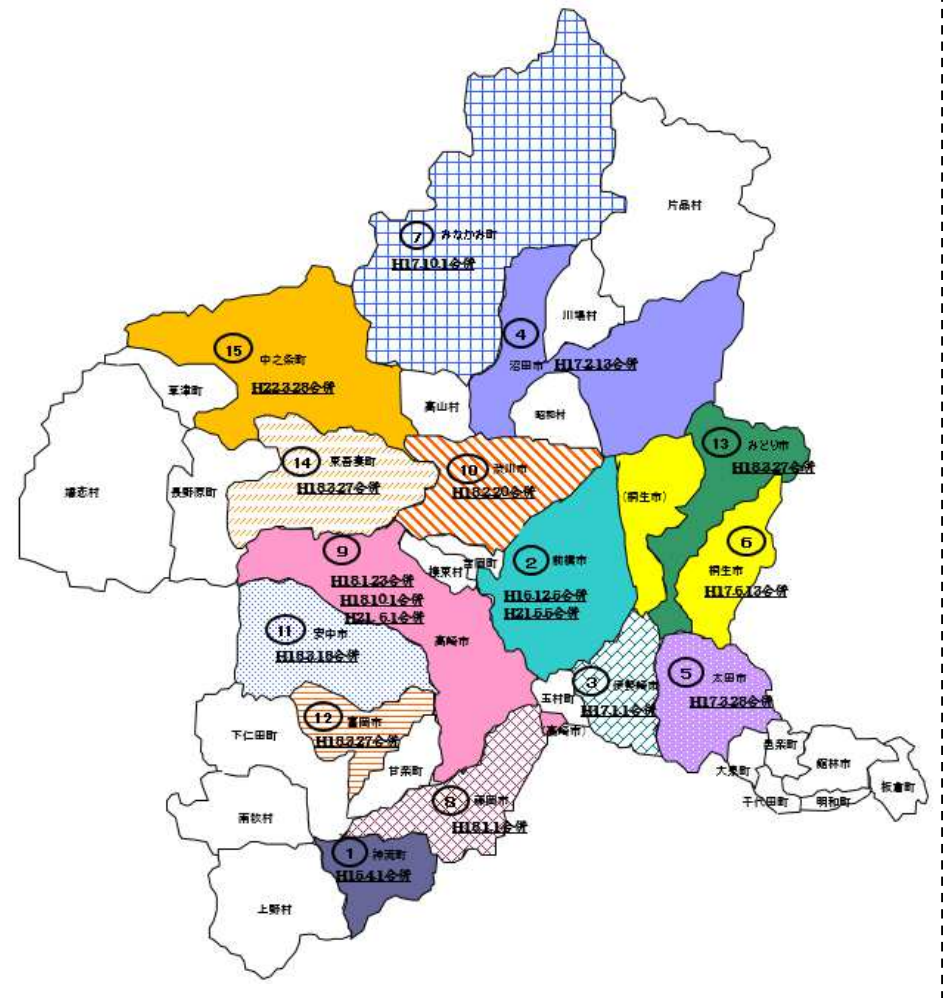 片品村
7 みなかみ町
H17.10.1合併
川場村
4
沼田市
H17.2.13合併
15
中之条町
H22.3.28合併
草津町
高山村
昭和村
嬬恋村
長野原町
14 東吾妻町
H18.3.27合併
10 渋川市
H18.2.20合併
(桐生市)
13 みどり市
H18.3.27合併
6
桐生市
H17.6.13合併
9
H18.1.23合併
H18.10.1合併
H21.6.1合併
高崎市
榛東村
吉岡町
2 前橋市
H16.12.5合併
H21.5.5合併
11 安中市
H18.3.18合併
3 伊勢崎市
H17.1.1合併
玉村町
(高崎市)
5 太田市
H17.3.28合併
下仁田町
12 富岡市
H18.3.27合併
甘楽町
邑楽町
大泉町
館林市
板倉町
千代田町
明和町
南牧村
8 藤岡市
H18.1.1合併
1 神流町
H15.4.1合併
上野村